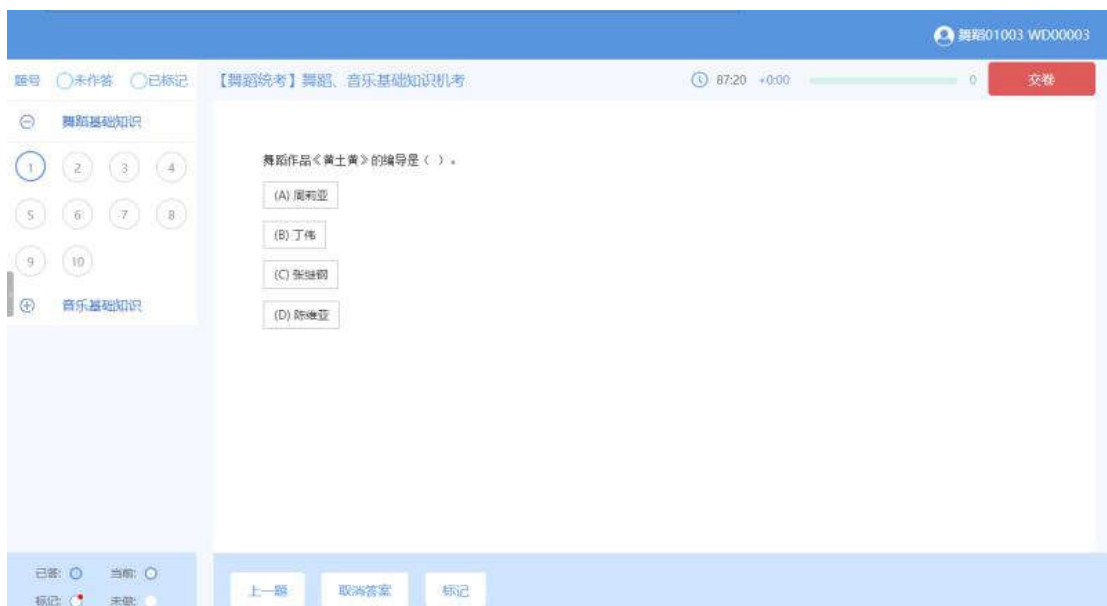 舞蹈01003 WD00003
题号 未作答 已标记
【舞蹈统考】舞蹈、音乐基础知识机考
87:20 +0:00 0
交卷
舞蹈基础知识
1 2 3 4
5 6 7 8
9 10
音乐基础知识
舞蹈作品《黄土黄》的编导是( )。
(A) 周莉亚
(B) 丁伟
(C) 张继钢
(D) 陈维亚
已答: 当前:
标记: 未做:
上一题 取消答案 标记